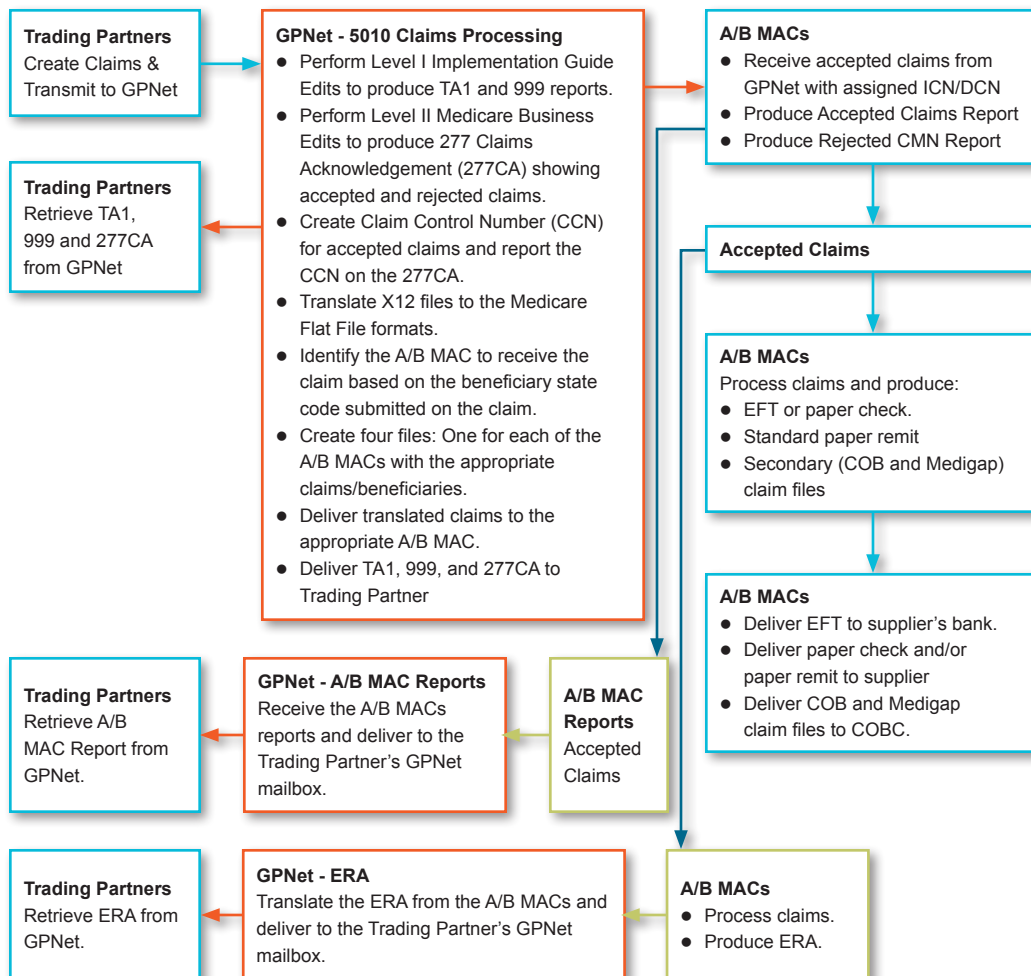 Trading Partners
Create Claims &
Transmit to GPNet
GPNet - 5010 Claims Processing
● Perform Level I Implementation Guide
Edits to produce TA1 and 999 reports.
● Perform Level II Medicare Business
Edits to produce 277 Claims
Acknowledgement (277CA) showing
accepted and rejected claims.
● Create Claim Control Number (CCN)
for accepted claims and report the
CCN on the 277CA.
● Translate X12 files to the Medicare
Flat File formats.
● Identify the A/B MAC to receive the
claim based on the beneficiary state
code submitted on the claim.
● Create four files: One for each of the
A/B MACs with the appropriate
claims/beneficiaries.
● Deliver translated claims to the
appropriate A/B MAC.
● Deliver TA1, 999, and 277CA to
Trading Partner
A/B MACs
● Receive accepted claims from
GPNet with assigned ICN/DCN
● Produce Accepted Claims Report
● Produce Rejected CMN Report
Trading Partners
Retrieve TA1,
999 and 277CA
from GPNet
Accepted Claims
A/B MACs
Process claims and produce:
● EFT or paper check.
● Standard paper remit
● Secondary (COB and Medigap)
claim files
A/B MACs
● Deliver EFT to supplier's bank.
● Deliver paper check and/or
paper remit to supplier
● Deliver COB and Medigap
claim files to COBC.
Trading Partners
Retrieve A/B
MAC Report from
GPNet.
GPNet - A/B MAC Reports
Receive the A/B MACs
reports and deliver to the
Trading Partner's GPNet
mailbox.
A/B MAC
Reports
Accepted
Claims
Trading Partners
Retrieve ERA from
GPNet.
GPNet - ERA
Translate the ERA from the A/B MACs and
deliver to the Trading Partner's GPNet
mailbox.
A/B MACs
● Process claims.
● Produce ERA.